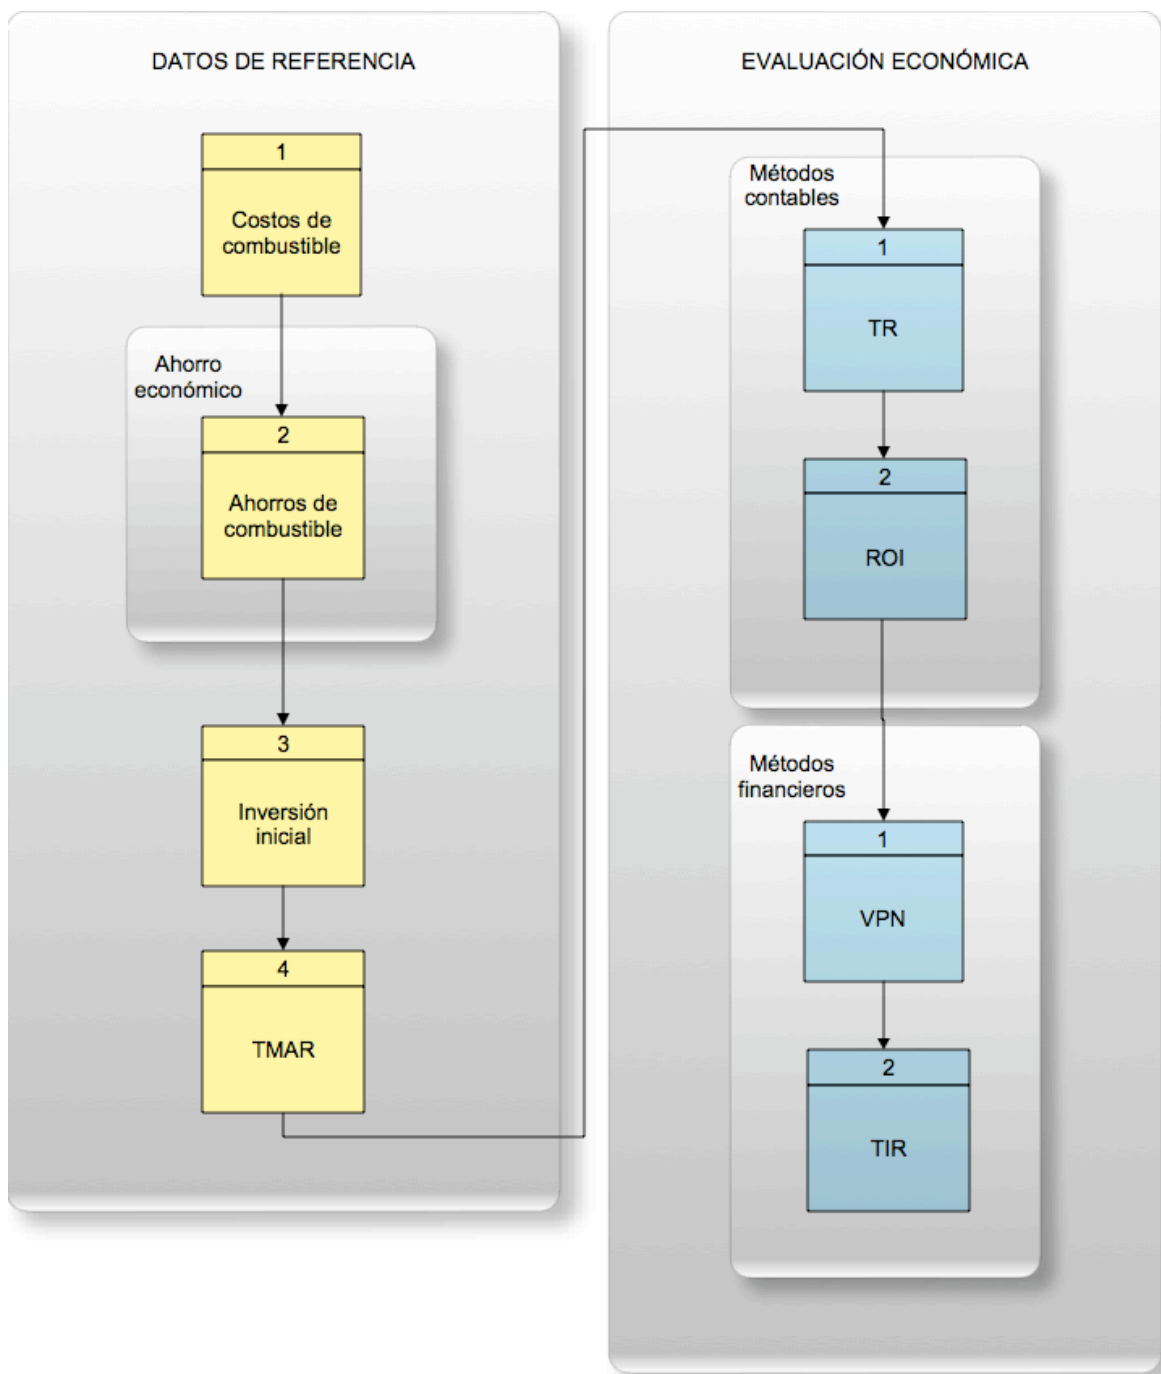 DATOS DE REFERENCIA
1
Costos de
combustible
Ahorro
económico
2
Ahorros de
combustible
3
Inversión
inicial
4
TMAR
EVALUACIÓN ECONÓMICA
Métodos
contables
1
TR
2
ROI
Métodos
financieros
1
VPN
2
TIR